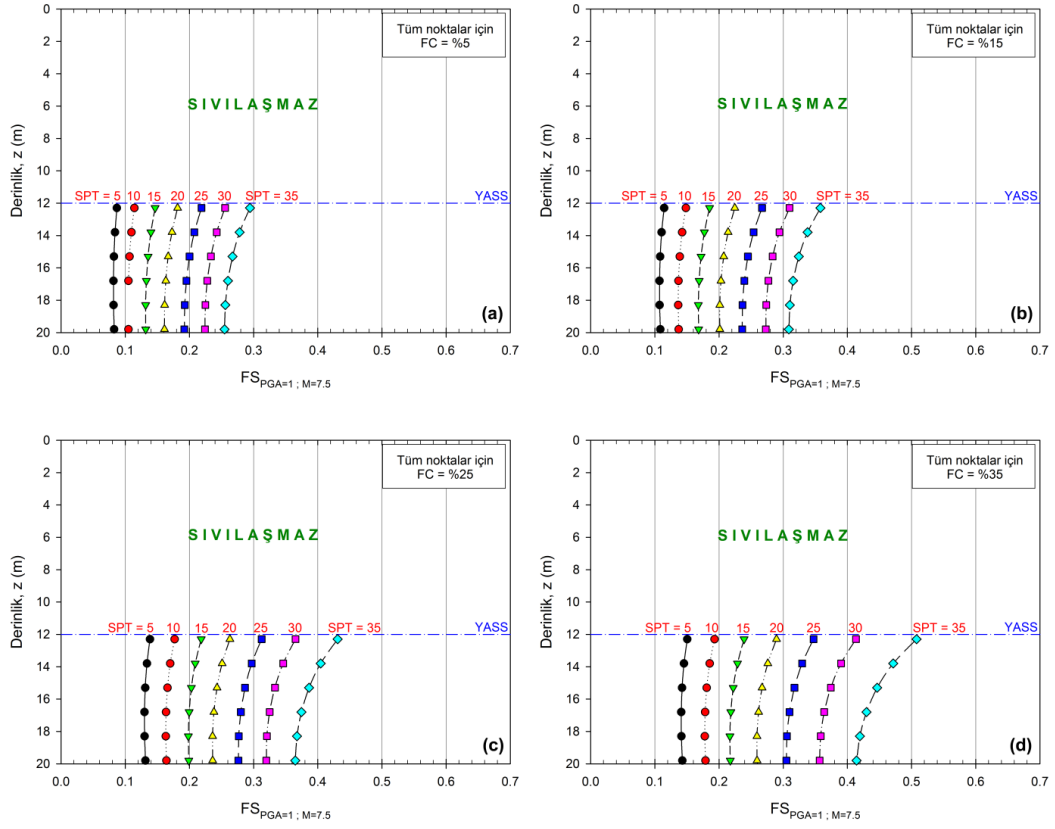 Tüm noktalar için
FC = %5
0
2
4
6
8
10
12
14
16
18
20
Derinlik, z (m)
S I V I L A Ş M A Z
SPT = 5 10 15 20 25 30 SPT = 35
YASS
(a)
0.0 0.1 0.2 0.3 0.4 0.5 0.6 0.7
FS PGA=1 ; M=7.5
Tüm noktalar için
FC = %15
0
2
4
6
8
10
12
14
16
18
20
Derinlik, z (m)
S I V I L A Ş M A Z
SPT = 5 10 15 20 25 30 SPT = 35
YASS
(b)
0.0 0.1 0.2 0.3 0.4 0.5 0.6 0.7
FS PGA=1 ; M=7.5
Tüm noktalar için
FC = %25
0
2
4
6
8
10
12
14
16
18
20
Derinlik, z (m)
S I V I L A Ş M A Z
SPT = 5 10 15 20 25 30 SPT = 35
YASS
(c)
0.0 0.1 0.2 0.3 0.4 0.5 0.6 0.7
FS PGA=1 ; M=7.5
Tüm noktalar için
FC = %35
0
2
4
6
8
10
12
14
16
18
20
Derinlik, z (m)
S I V I L A Ş M A Z
SPT = 5 10 15 20 25 30 SPT = 35
YASS
(d)
0.0 0.1 0.2 0.3 0.4 0.5 0.6 0.7
FS PGA=1 ; M=7.5